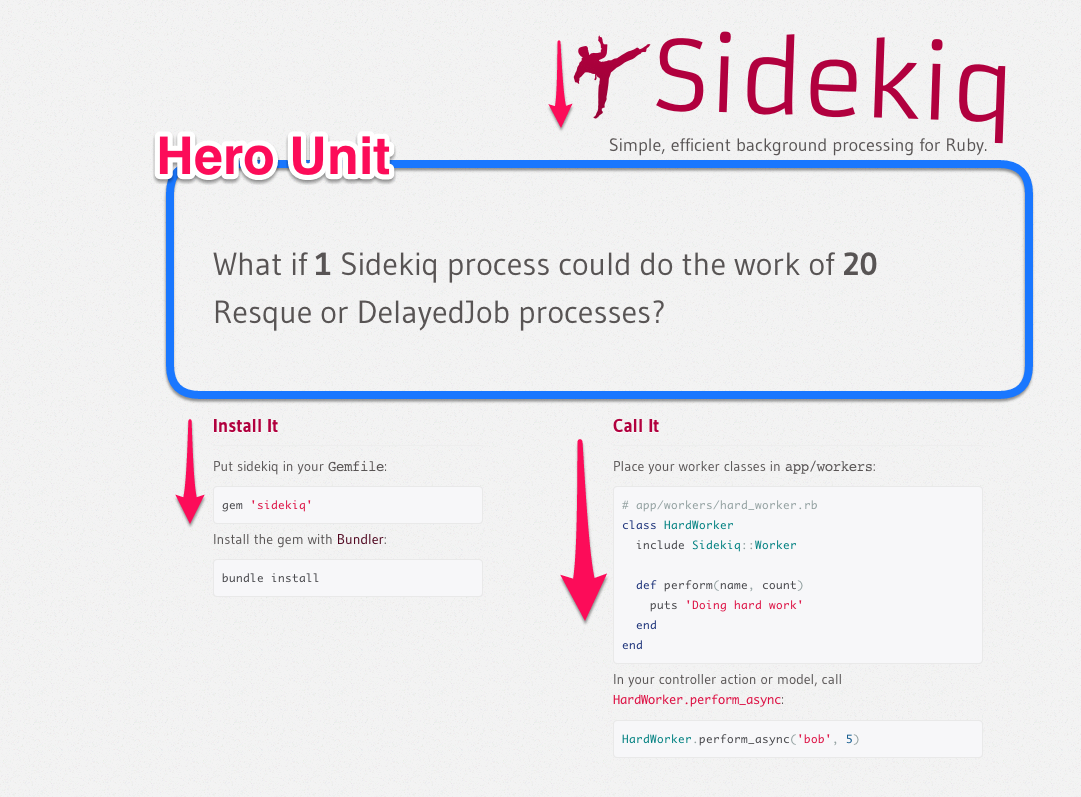 Sidekiq
Simple, efficient background processing for Ruby.
Hero Unit
What if 1 Sidekiq process could do the work of 20
Resque or DelayedJob processes?
Install It
Put sidekiq in your Gemfile:
gem 'sidekiq'
Install the gem with Bundler:
bundle install
Call It
Place your worker classes in app/workers:
# app/workers/hard_worker.rb
class HardWorker
  include Sidekiq::Worker
  def perform(name, count)
    puts 'Doing hard work'
  end
end
In your controller action or model, call
HardWorker.perform_async:
HardWorker.perform_async('bob', 5)